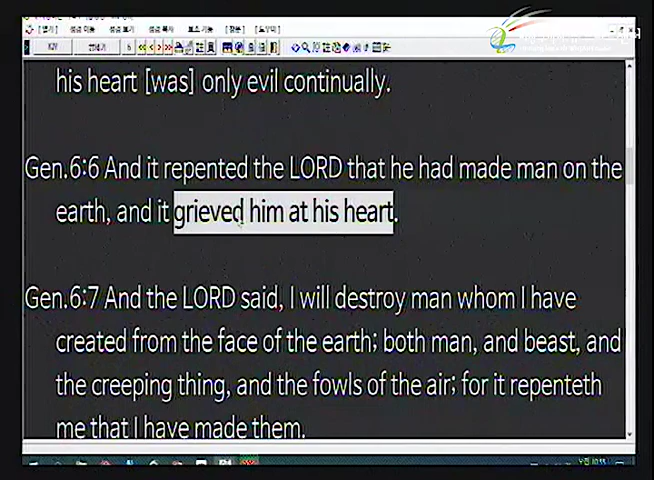 KJV
his heart [was] only evil continually.
Gen.6:6 And it repented the LORD that he had made man on the
earth, and it grieved him at his heart.
Gen.6:7 And the LORD said, I will destroy man whom I have
created from the face of the earth; both man, and beast, and
the creeping thing, and the fowls of the air; for it repenteth
me that I have made them.